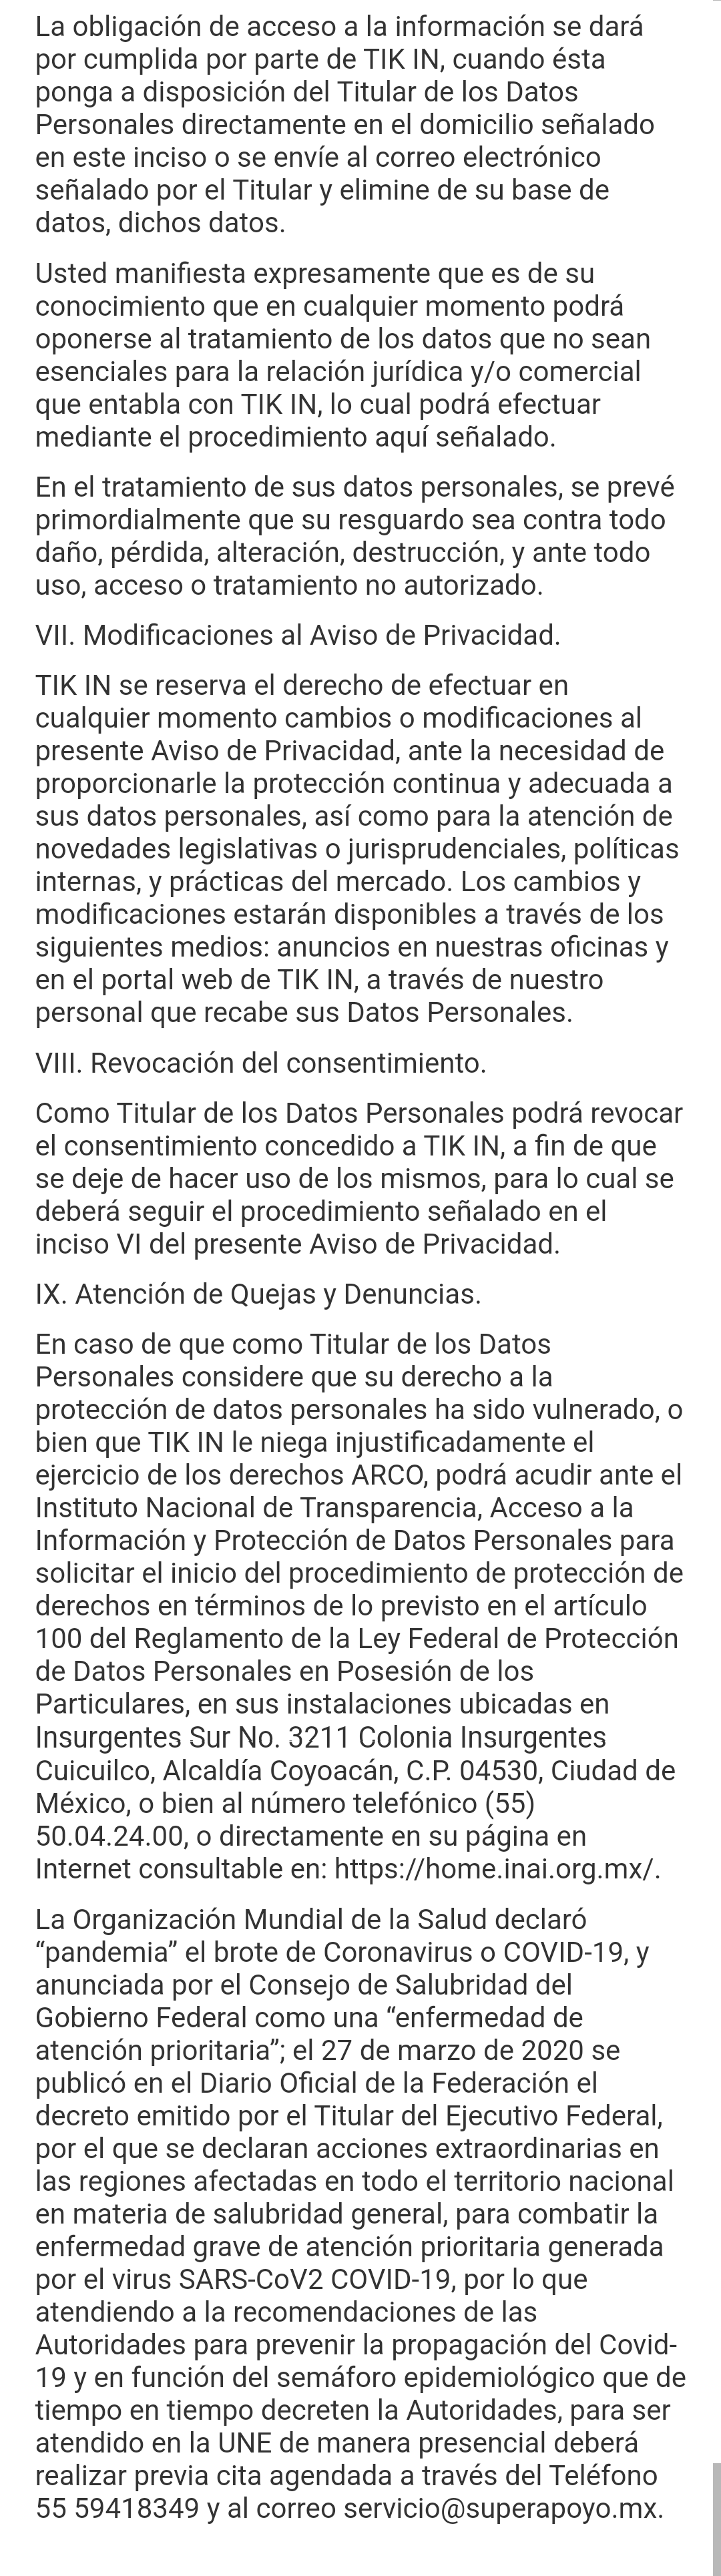 La obligación de acceso a la información se dará
por cumplida por parte de TIK IN, cuando ésta
ponga a disposición del Titular de los Datos
Personales directamente en el domicilio señalado
en este inciso o se envíe al correo electrónico
señalado por el Titular y elimine de su base de
datos, dichos datos.
Usted manifiesta expresamente que es de su
conocimiento que en cualquier momento podrá
oponerse al tratamiento de los datos que no sean
esenciales para la relación jurídica y/o comercial
que entabla con TIK IN, lo cual podrá efectuar
mediante el procedimiento aquí señalado.
En el tratamiento de sus datos personales, se prevé
primordialmente que su resguardo sea contra todo
daño, pérdida, alteración, destrucción, y ante todo
uso, acceso o tratamiento no autorizado.
VII. Modificaciones al Aviso de Privacidad.
TIK IN se reserva el derecho de efectuar en
cualquier momento cambios o modificaciones al
presente Aviso de Privacidad, ante la necesidad de
proporcionarle la protección continua y adecuada a
sus datos personales, así como para la atención de
novedades legislativas o jurisprudenciales, políticas
internas, y prácticas del mercado. Los cambios y
modificaciones estarán disponibles a través de los
siguientes medios: anuncios en nuestras oficinas y
en el portal web de TIK IN, a través de nuestro
personal que recabe sus Datos Personales.
VIII. Revocación del consentimiento.
Como Titular de los Datos Personales podrá revocar
el consentimiento concedido a TIK IN, a fin de que
se deje de hacer uso de los mismos, para lo cual se
deberá seguir el procedimiento señalado en el
inciso VI del presente Aviso de Privacidad.
IX. Atención de Quejas y Denuncias.
En caso de que como Titular de los Datos
Personales considere que su derecho a la
protección de datos personales ha sido vulnerado, o
bien que TIK IN le niega injustificadamente el
ejercicio de los derechos ARCO, podrá acudir ante el
Instituto Nacional de Transparencia, Acceso a la
Información y Protección de Datos Personales para
solicitar el inicio del procedimiento de protección de
derechos en términos de lo previsto en el artículo
100 del Reglamento de la Ley Federal de Protección
de Datos Personales en Posesión de los
Particulares, en sus instalaciones ubicadas en
Insurgentes Sur No. 3211 Colonia Insurgentes
Cuicuilco, Alcaldía Coyoacán, C.P. 04530, Ciudad de
México, o bien al número telefónico (55)
50.04.24.00, o directamente en su página en
Internet consultable en: https://home.inai.org.mx/.
La Organización Mundial de la Salud declaró
“pandemia” el brote de Coronavirus o COVID-19, y
anunciada por el Consejo de Salubridad del
Gobierno Federal como una “enfermedad de
atención prioritaria”; el 27 de marzo de 2020 se
publicó en el Diario Oficial de la Federación el
decreto emitido por el Titular del Ejecutivo Federal,
por el que se declaran acciones extraordinarias en
las regiones afectadas en todo el territorio nacional
en materia de salubridad general, para combatir la
enfermedad grave de atención prioritaria generada
por el virus SARS-CoV2 COVID-19, por lo que
atendiendo a la recomendaciones de las
Autoridades para prevenir la propagación del Covid-
19 y en función del semáforo epidemiológico que de
tiempo en tiempo decreten la Autoridades, para ser
atendido en la UNE de manera presencial deberá
realizar previa cita agendada a través del Teléfono
55 59418349 y al correo servicio@superapoyo.mx.